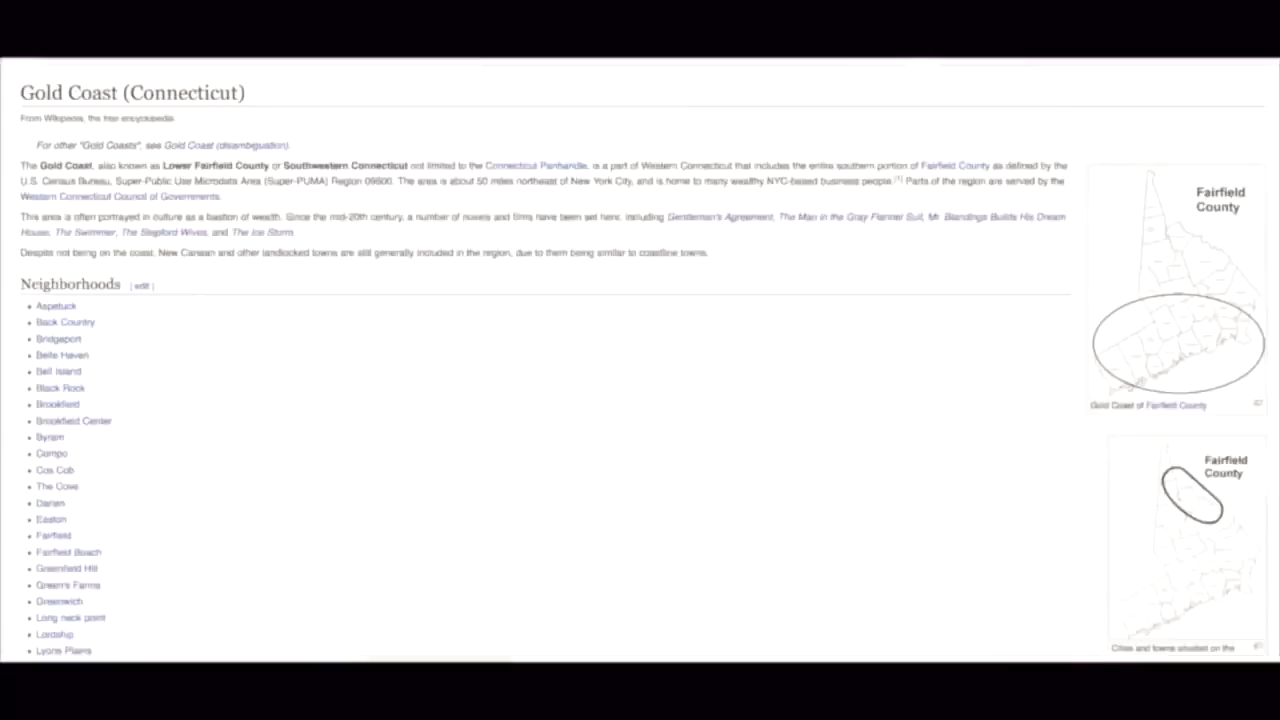 Gold Coast (Connecticut)
From Wikipedia, the free encyclopedia
For other "Gold Coasts", see Gold Coast (disambiguation).
The Gold Coast, also known as Lower Fairfield County or Southwestern Connecticut not limited to the Connecticut Panhandle, is a part of Western Connecticut that includes the entire southern portion of Fairfield County as defined by the
U.S. Census Bureau, Super-Public Use Microdata Area (Super-PUMA) Region 09600. The area is about 50 miles northeast of New York City, and is home to many wealthy NYC-based business people.[1] Parts of the region are served by the
Western Connecticut Council of Governments.
This area is often portrayed in culture as a bastion of wealth. Since the mid-20th century, a number of novels and films have been set here, including Gentleman's Agreement, The Man in the Gray Flannel Suit, Mr. Blandings Builds His Dream
House, The Swimmer, The Stepford Wives, and The Ice Storm
Despite not being on the coast, New Canaan and other landlocked towns are still generally included in the region, due to them being similar to coastline towns.
Neighborhoods [ edit ]
• Aspetuck
• Back Country
• Bridgeport
• Belle Haven
• Bell Island
• Black Rock
• Brookfield
• Brookfield Center
• Byram
• Compo
• Cos Cob
• The Cove
• Darien
• Easton
• Fairfield
• Fairfield Beach
• Greenfield Hill
• Green's Farms
• Greenwich
• Long neck point
• Lordship
• Lyons Plains
Fairfield
County
Gold Coast of Fairfield County
Fairfield
County
Cities and towns situated on the